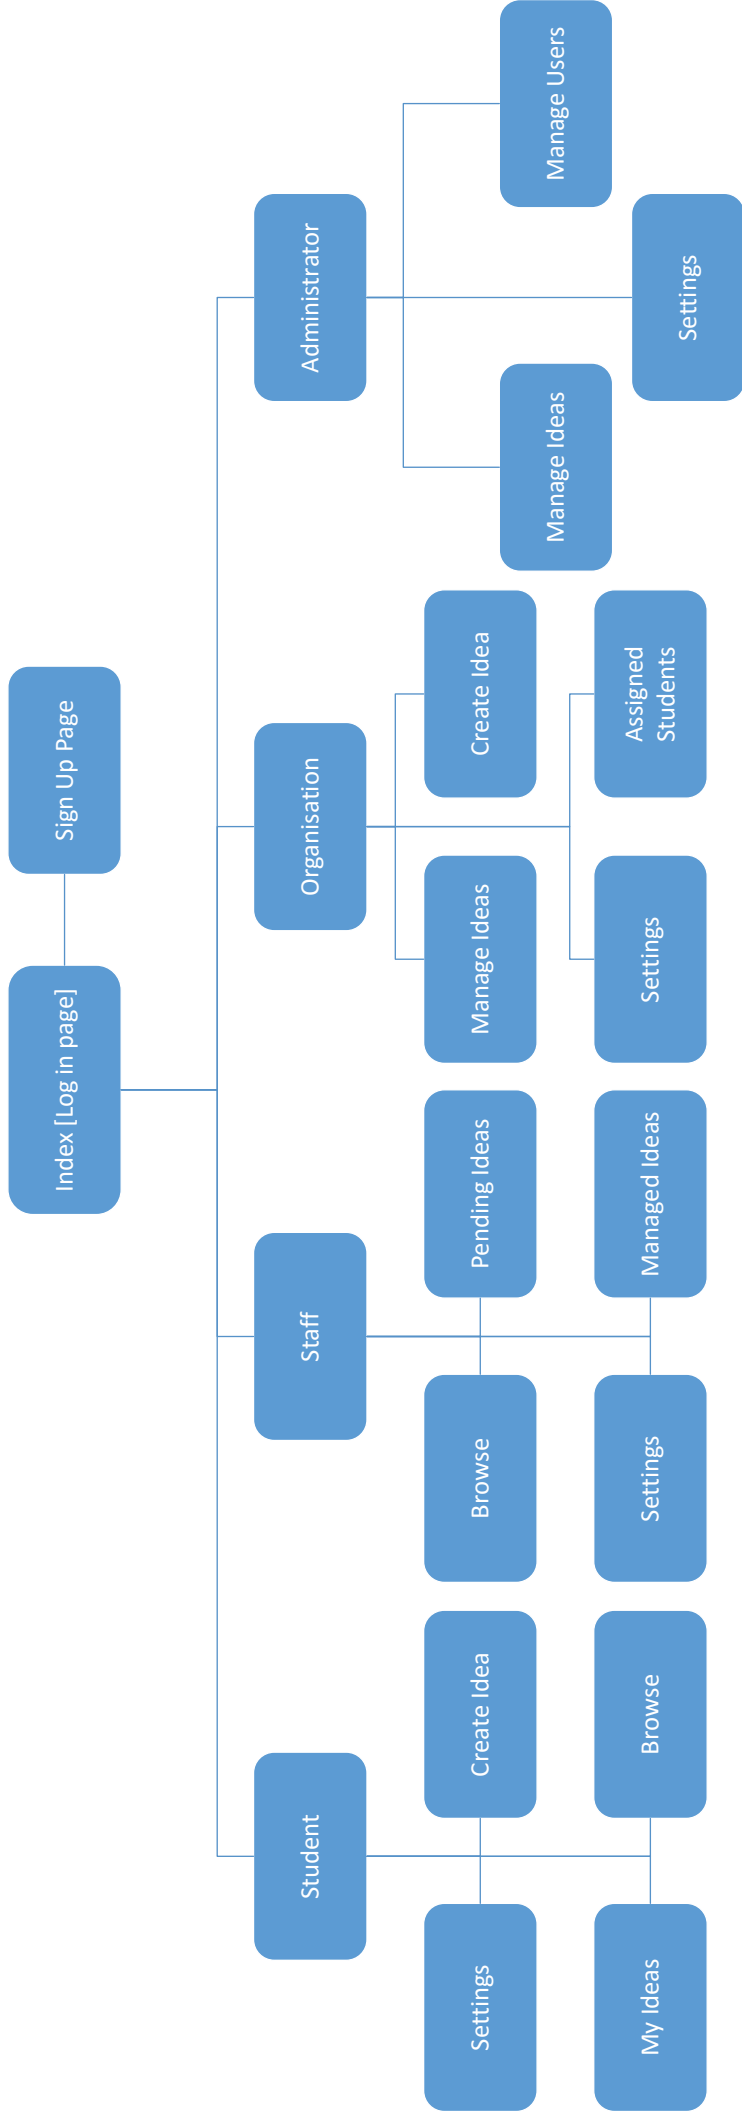 Index [Log in page]
Sign Up Page
Student
Staff
Organisation
Administrator
Settings
Create Idea
Browse
Pending Ideas
Manage Ideas
Create Idea
Manage Ideas
Manage Users
My Ideas
Browse
Settings
Managed Ideas
Settings
Assigned
Students
Settings